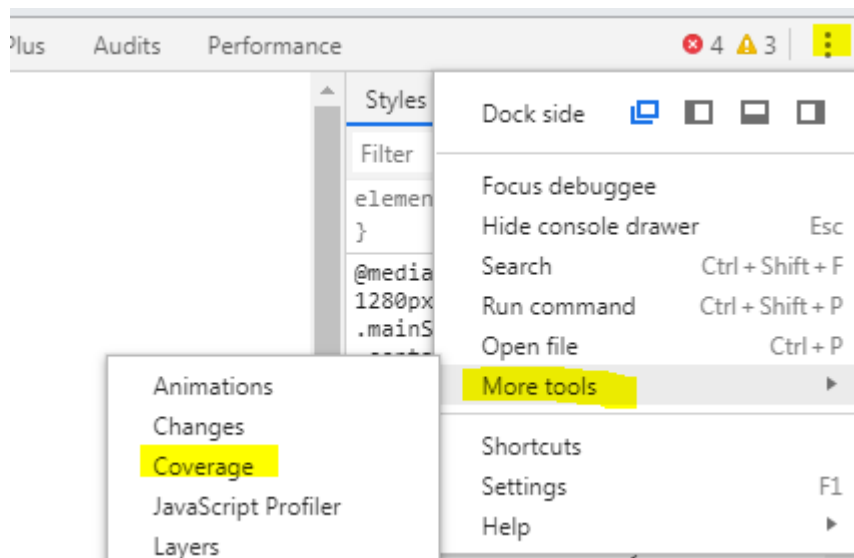 Plus Audits Performance 4 3
Styles
Dock side
Filter
Focus debuggee
elemen
Hide console drawer Esc
}
Search Ctrl + Shift + F
@media
1280px
Run command Ctrl + Shift + P
.mainS
Open file Ctrl + P
More tools
Animations
Changes
Coverage
JavaScript Profiler
Layers
Shortcuts
Settings F1
Help